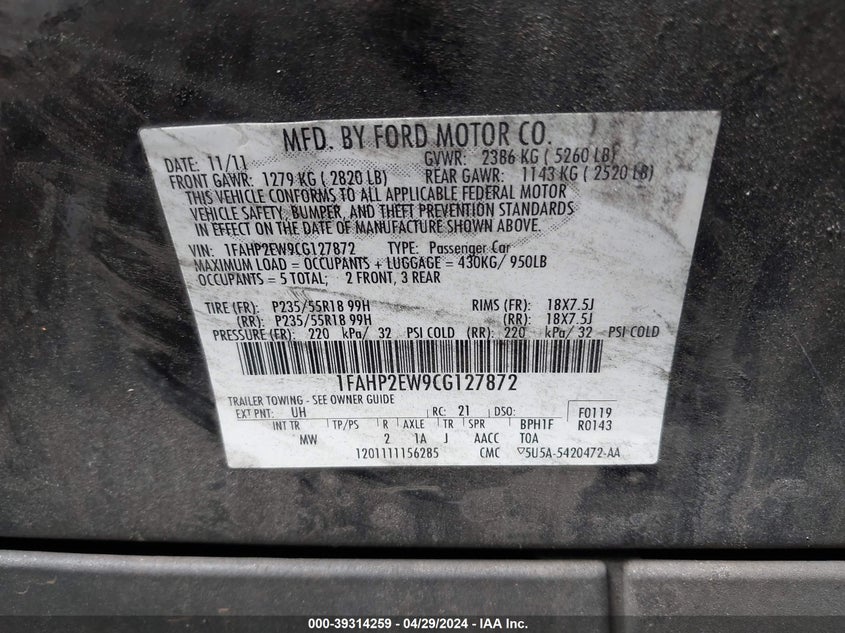 MFD. BY FORD MOTOR CO.
DATE: 11/11 GVWR: 2386 KG ( 5260 LB)
FRONT GAWR: 1279 KG ( 2820 LB) REAR GAWR: 1143 KG ( 2520 LB)
THIS VEHICLE CONFORMS TO ALL APPLICABLE FEDERAL MOTOR
VEHICLE SAFETY, BUMPER, AND THEFT PREVENTION STANDARDS
IN EFFECT ON THE DATE OF MANUFACTURE SHOWN ABOVE.
VIN: 1FAHP2EW9CG127872 TYPE: Passenger Car
MAXIMUM LOAD = OCCUPANTS + LUGGAGE = 430KG/ 950LB
OCCUPANTS = 5 TOTAL; 2 FRONT, 3 REAR
TIRE (FR): P235/55R18 99H RIMS (FR): 18X7.5J
(RR): P235/55R18 99H (RR): 18X7.5J
PRESSURE (FR): 220 kPa/ 32 PSI COLD (RR): 220 kPa/ 32 PSI COLD
1FAHP2EW9CG127872
TRAILER TOWING - SEE OWNER GUIDE
EXT PNT: UH RC: 21 DSO: F0119
INT TR TP/PS R AXLE TR SPR BPH1F R0143
MW 2 1A J AACC TOA
1201111156285 CMC ▽5U5A-5420472-AA
000-39314259 - 04/29/2024 - IAA Inc.